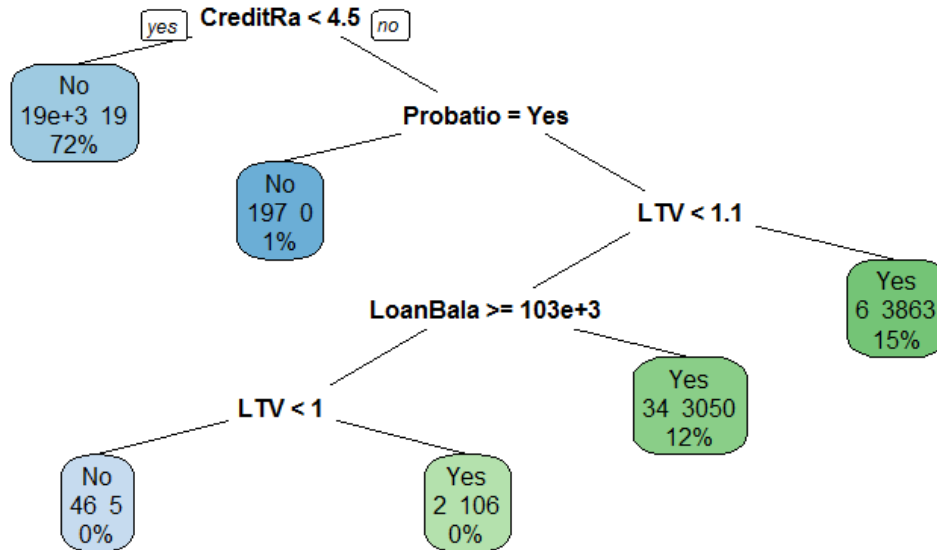 CreditRa < 4.5
yes
no
No
19e+3 19
72%
Probatio = Yes
No
197 0
1%
LTV < 1.1
Yes
6 3863
15%
LoanBala >= 103e+3
Yes
34 3050
12%
LTV < 1
No
46 5
0%
Yes
2 106
0%